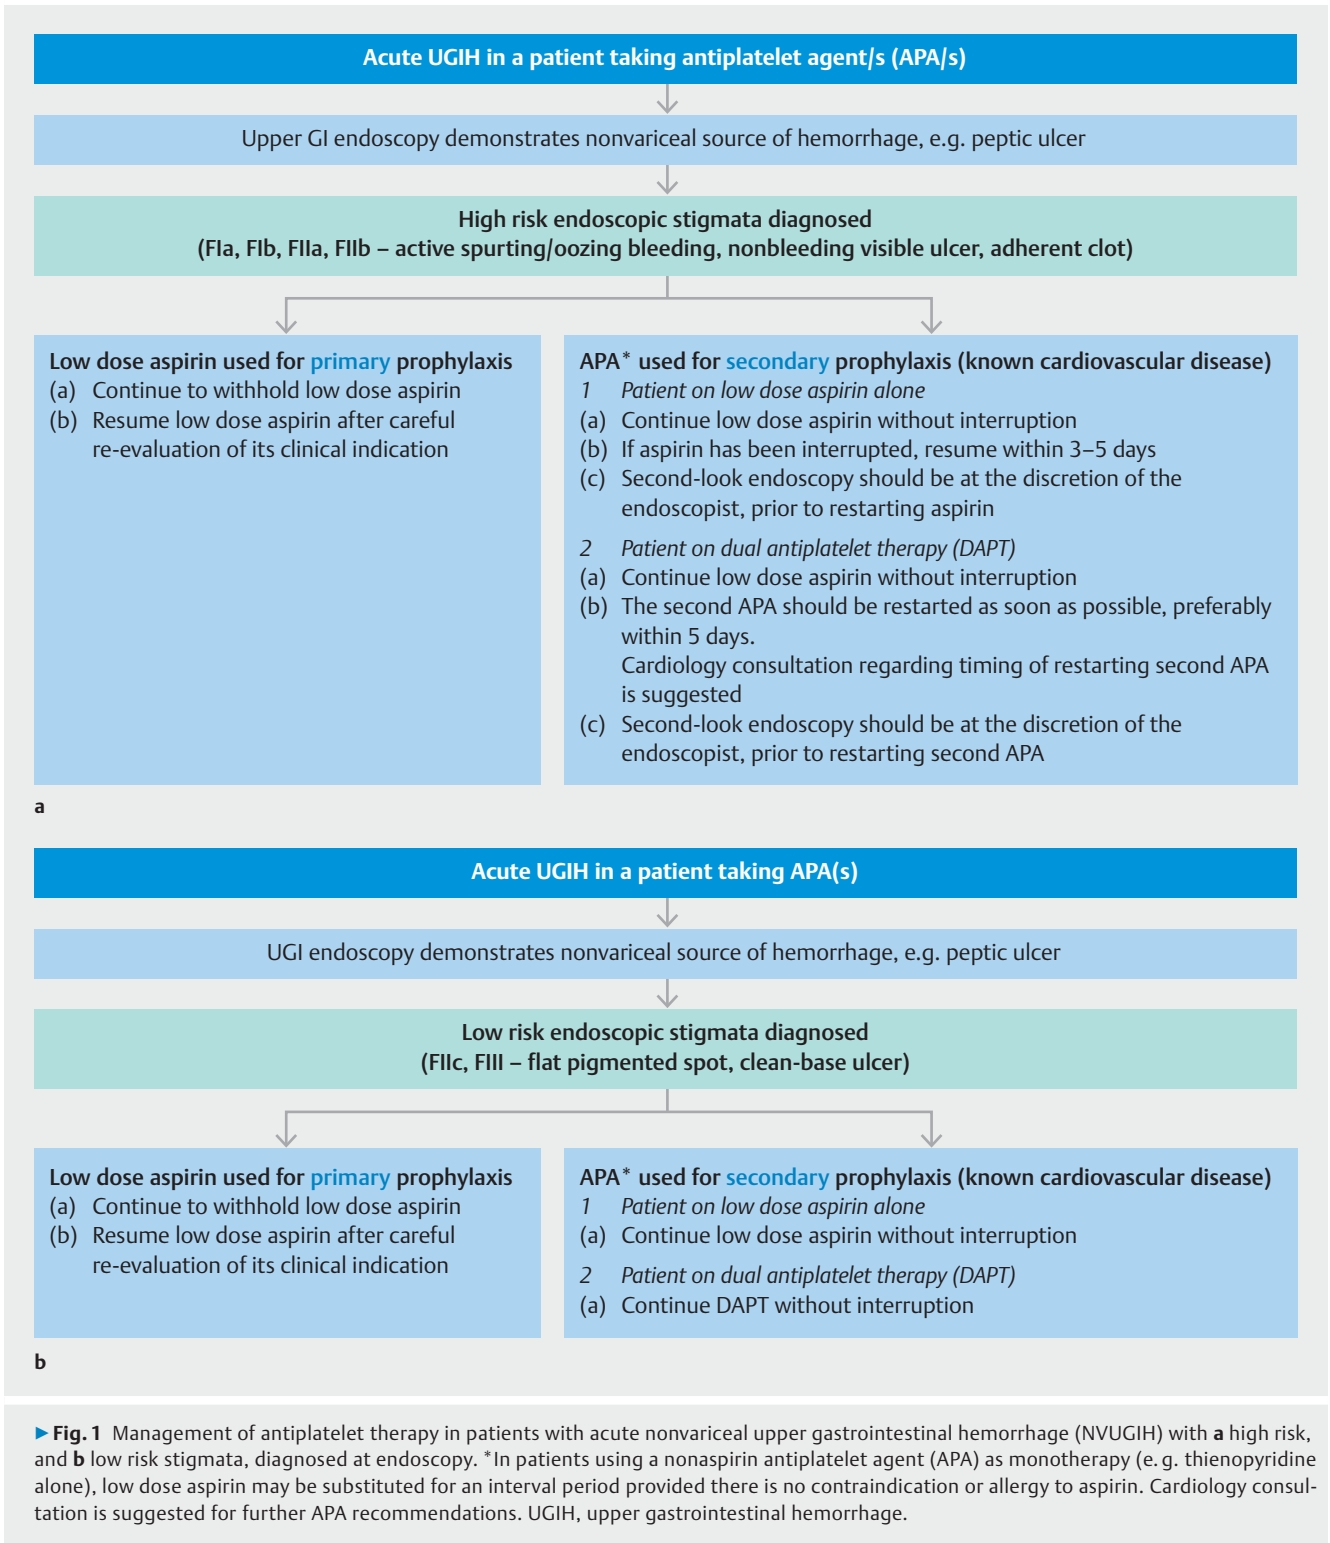 Acute UGIH in a patient taking antiplatelet agent/s (APA/s)
Upper GI endoscopy demonstrates nonvariceal source of hemorrhage, e.g. peptic ulcer
High risk endoscopic stigmata diagnosed
(FIa, FIb, FIIa, FIIb – active spurting/oozing bleeding, nonbleeding visible ulcer, adherent clot)
Low dose aspirin used for primary prophylaxis
(a) Continue to withhold low dose aspirin
(b) Resume low dose aspirin after careful
re-evaluation of its clinical indication
APA* used for secondary prophylaxis (known cardiovascular disease)
1 Patient on low dose aspirin alone
(a) Continue low dose aspirin without interruption
(b) If aspirin has been interrupted, resume within 3–5 days
(c) Second-look endoscopy should be at the discretion of the
endoscopist, prior to restarting aspirin
2 Patient on dual antiplatelet therapy (DAPT)
(a) Continue low dose aspirin without interruption
(b) The second APA should be restarted as soon as possible, preferably
within 5 days.
Cardiology consultation regarding timing of restarting second APA
is suggested
(c) Second-look endoscopy should be at the discretion of the
endoscopist, prior to restarting second APA
a
Acute UGIH in a patient taking APA(s)
UGI endoscopy demonstrates nonvariceal source of hemorrhage, e.g. peptic ulcer
Low risk endoscopic stigmata diagnosed
(FIIc, FIII – flat pigmented spot, clean-base ulcer)
Low dose aspirin used for primary prophylaxis
(a) Continue to withhold low dose aspirin
(b) Resume low dose aspirin after careful
re-evaluation of its clinical indication
APA* used for secondary prophylaxis (known cardiovascular disease)
1 Patient on low dose aspirin alone
(a) Continue low dose aspirin without interruption
2 Patient on dual antiplatelet therapy (DAPT)
(a) Continue DAPT without interruption
b
▶Fig. 1 Management of antiplatelet therapy in patients with acute nonvariceal upper gastrointestinal hemorrhage (NVUGIH) with a high risk,
and b low risk stigmata, diagnosed at endoscopy. *In patients using a nonaspirin antiplatelet agent (APA) as monotherapy (e. g. thienopyridine
alone), low dose aspirin may be substituted for an interval period provided there is no contraindication or allergy to aspirin. Cardiology consul-
tation is suggested for further APA recommendations. UGIH, upper gastrointestinal hemorrhage.